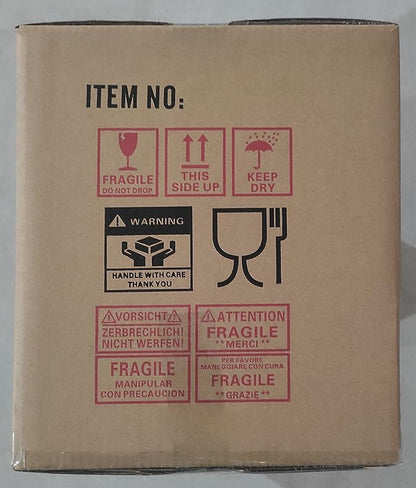 ITEM NO:
FRAGILE
DO NOT DROP
THIS
SIDE UP
KEEP
DRY
WARNING
HANDLE WITH CARE
THANK YOU
VORSICHT
ZERBRECHLICH!
NICHT WERFEN!
ATTENTION
FRAGILE
**MERCI**
FRAGILE
MANIPULAR
CON PRECAUCION
PER FAVORE
MANLGGIARE CON CURA
FRAGILE
**GRAZIE**